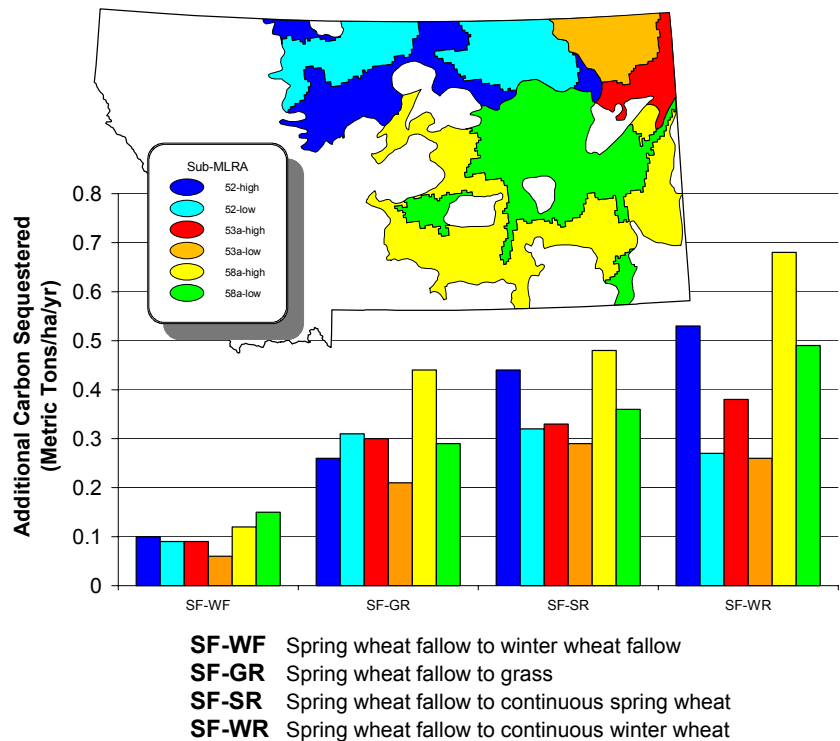 Sub-MLRA
52-high
52-low
53a-high
53a-low
58a-high
58a-low
Additional Carbon Sequestered
(Metric Tons/ha/yr)
0.8
0.7
0.6
0.5
0.4
0.3
0.2
0.1
0
SF-WF SF-GR SF-SR SF-WR
SF-WF Spring wheat fallow to winter wheat fallow
SF-GR Spring wheat fallow to grass
SF-SR Spring wheat fallow to continuous spring wheat
SF-WR Spring wheat fallow to continuous winter wheat